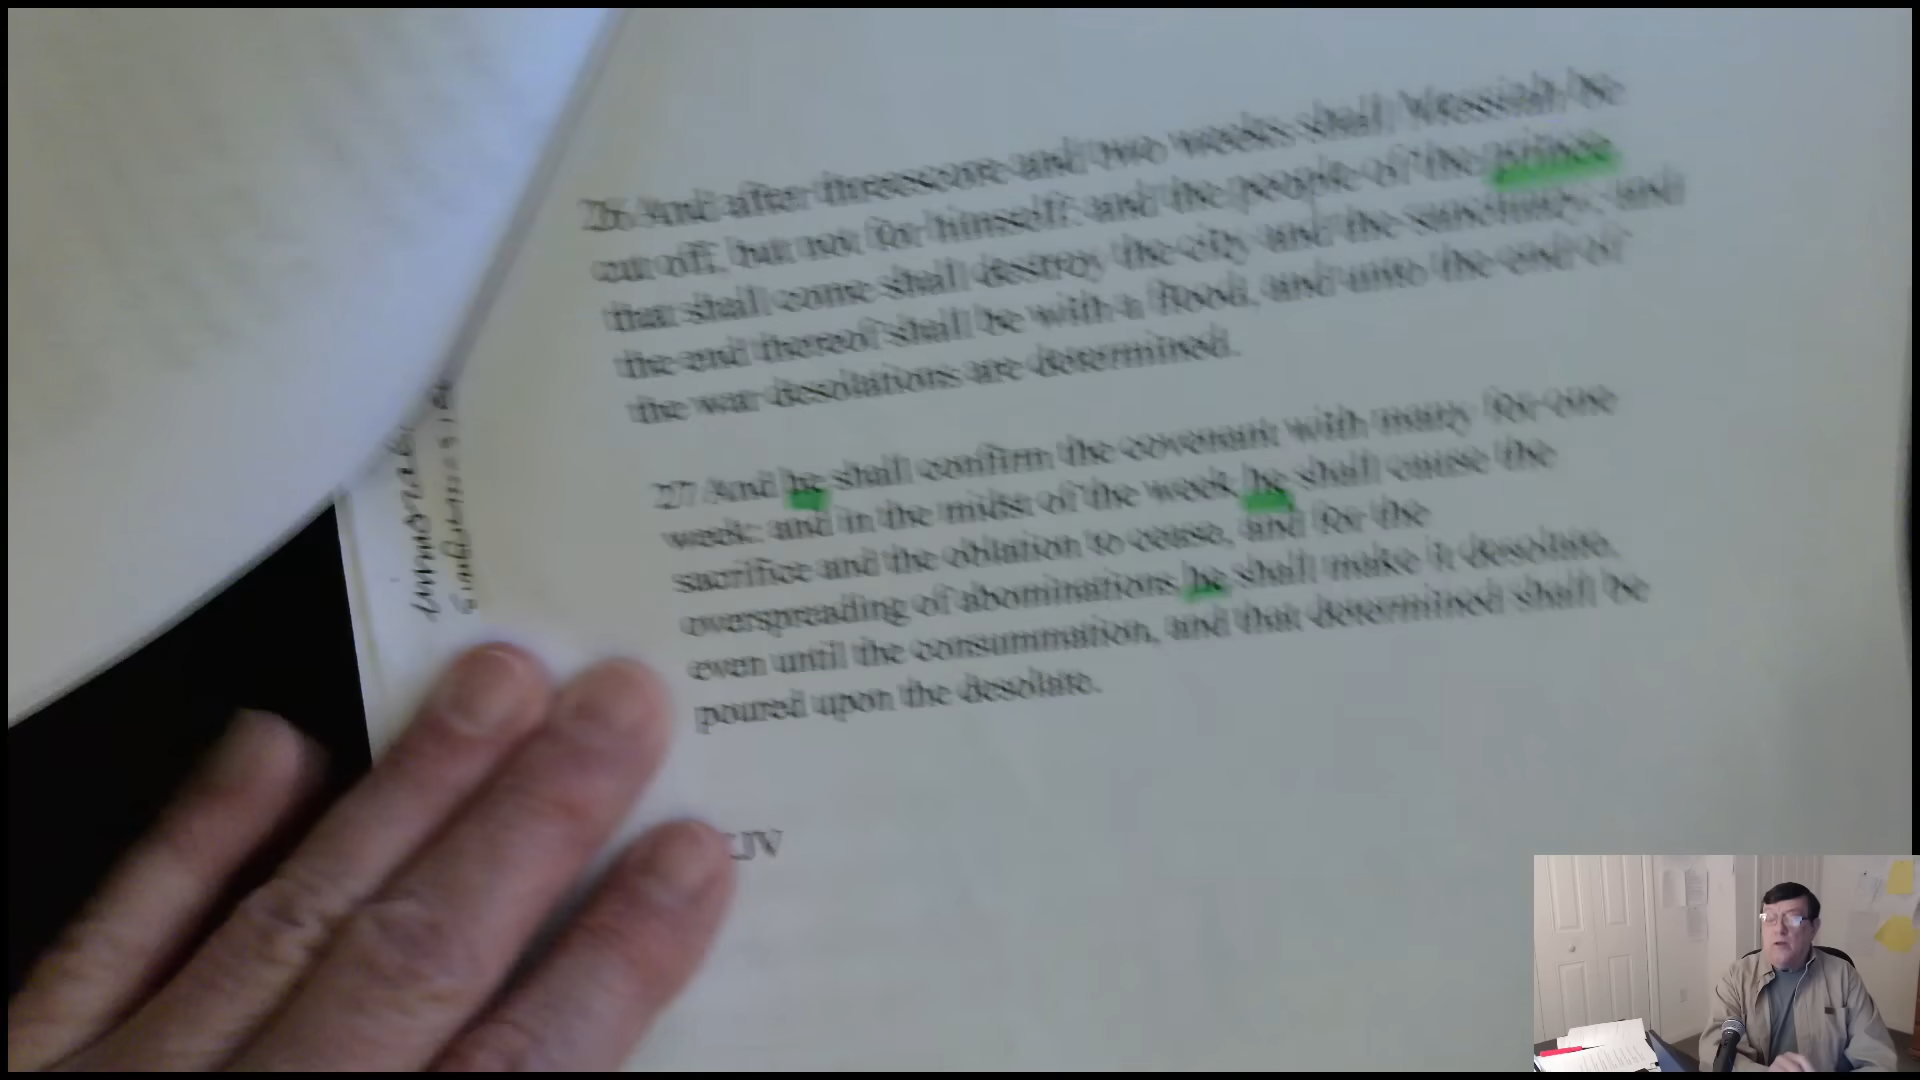 26 And after threescore and two weeks shall Messiah be
cut off, but not for himself: and the people of the prince
that shall come shall destroy the city and the sanctuary; and
the end thereof shall be with a flood, and unto the end of
the war desolations are determined.
27 And he shall confirm the covenant with many for one
week: and in the midst of the week he shall cause the
sacrifice and the oblation to cease, and for the
overspreading of abominations he shall make it desolate,
even until the consummation, and that determined shall be
poured upon the desolate.